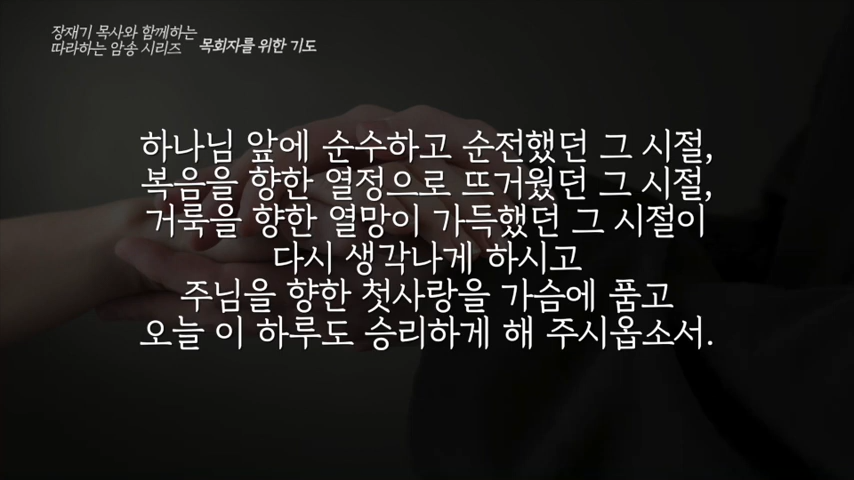 장재기 목사와 함께하는
따라하는 암송 시리즈 목회자를 위한 기도
하나님 앞에 순수하고 순전했던 그 시절,
복음을 향한 열정으로 뜨거웠던 그 시절,
거룩을 향한 열망이 가득했던 그 시절이
다시 생각나게 하시고
주님을 향한 첫사랑을 가슴에 품고
오늘 이 하루도 승리하게 해 주시옵소서.